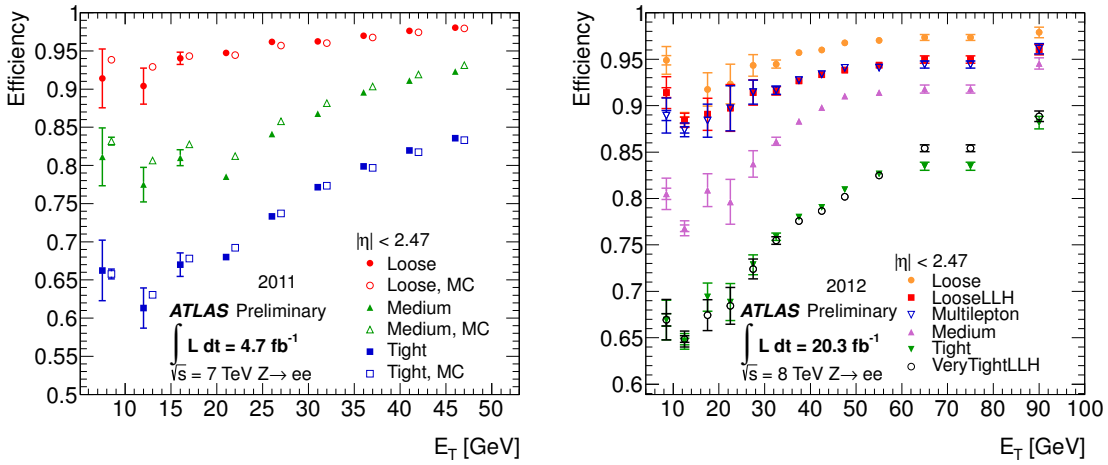 Efficiency
1
0.95
0.9
0.85
0.8
0.75
0.7
0.65
0.6
0.55
0.5
|η| < 2.47
2011
Loose
Loose, MC
ATLAS Preliminary
Medium
Medium, MC
∫ L dt = 4.7 fb⁻¹
Tight
√s = 7 TeV Z→ ee
Tight, MC
10 15 20 25 30 35 40 45 50
E_T [GeV]
Efficiency
1
0.95
0.9
0.85
0.8
0.75
0.7
0.65
0.6
|η| < 2.47
2012
Loose
LooseLLH
ATLAS Preliminary
Multilepton
Medium
∫ L dt = 20.3 fb⁻¹
Tight
√s = 8 TeV Z→ ee
VeryTightLLH
10 20 30 40 50 60 70 80 90 100
E_T [GeV]